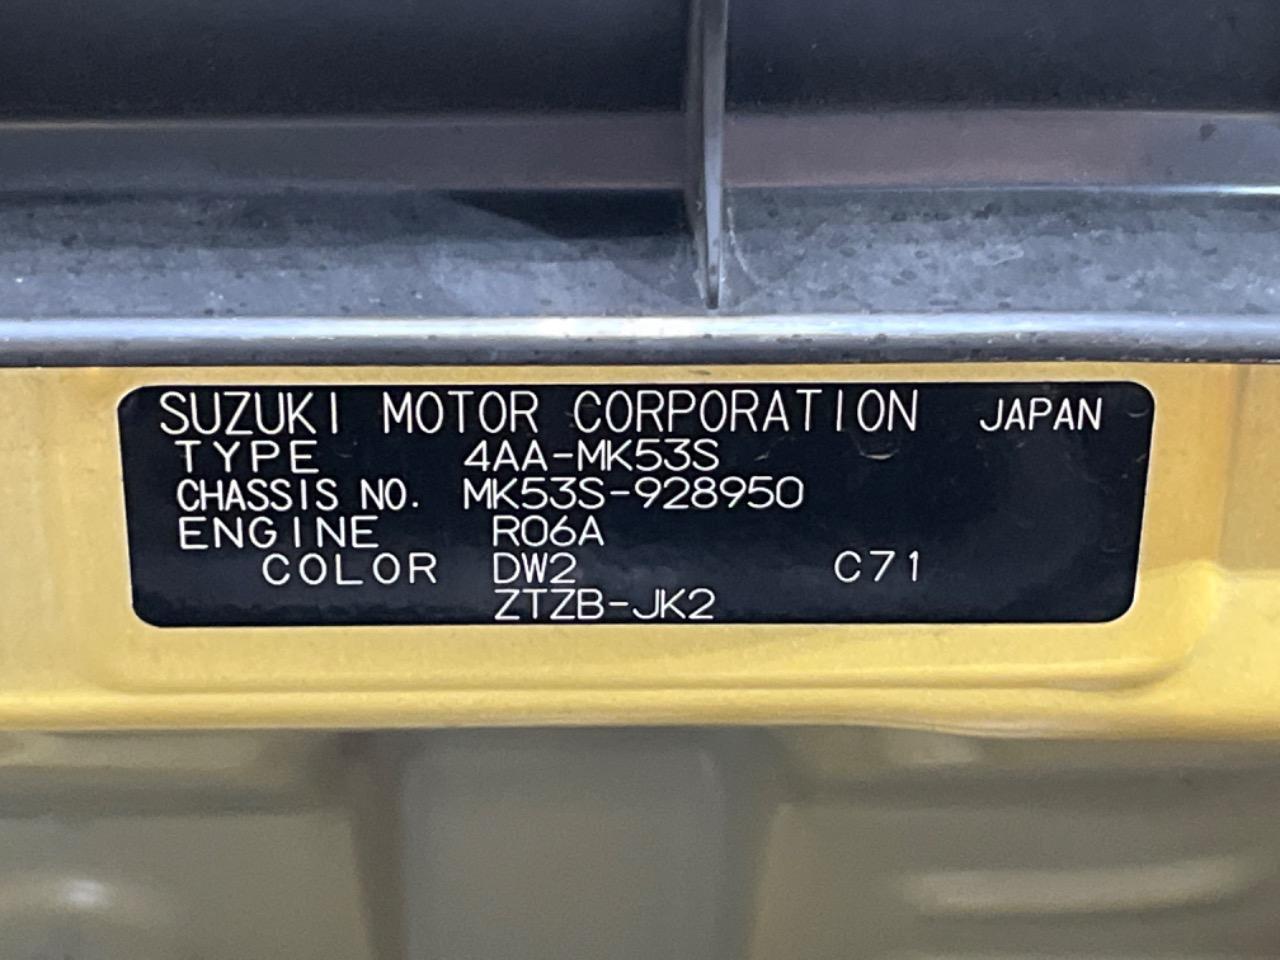 SUZUKI MOTOR CORPORATION JAPAN
TYPE 4AA-MK53S
CHASSIS NO. MK53S-928950
ENGINE R06A
COLOR DW2 C71
ZTZB-JK2